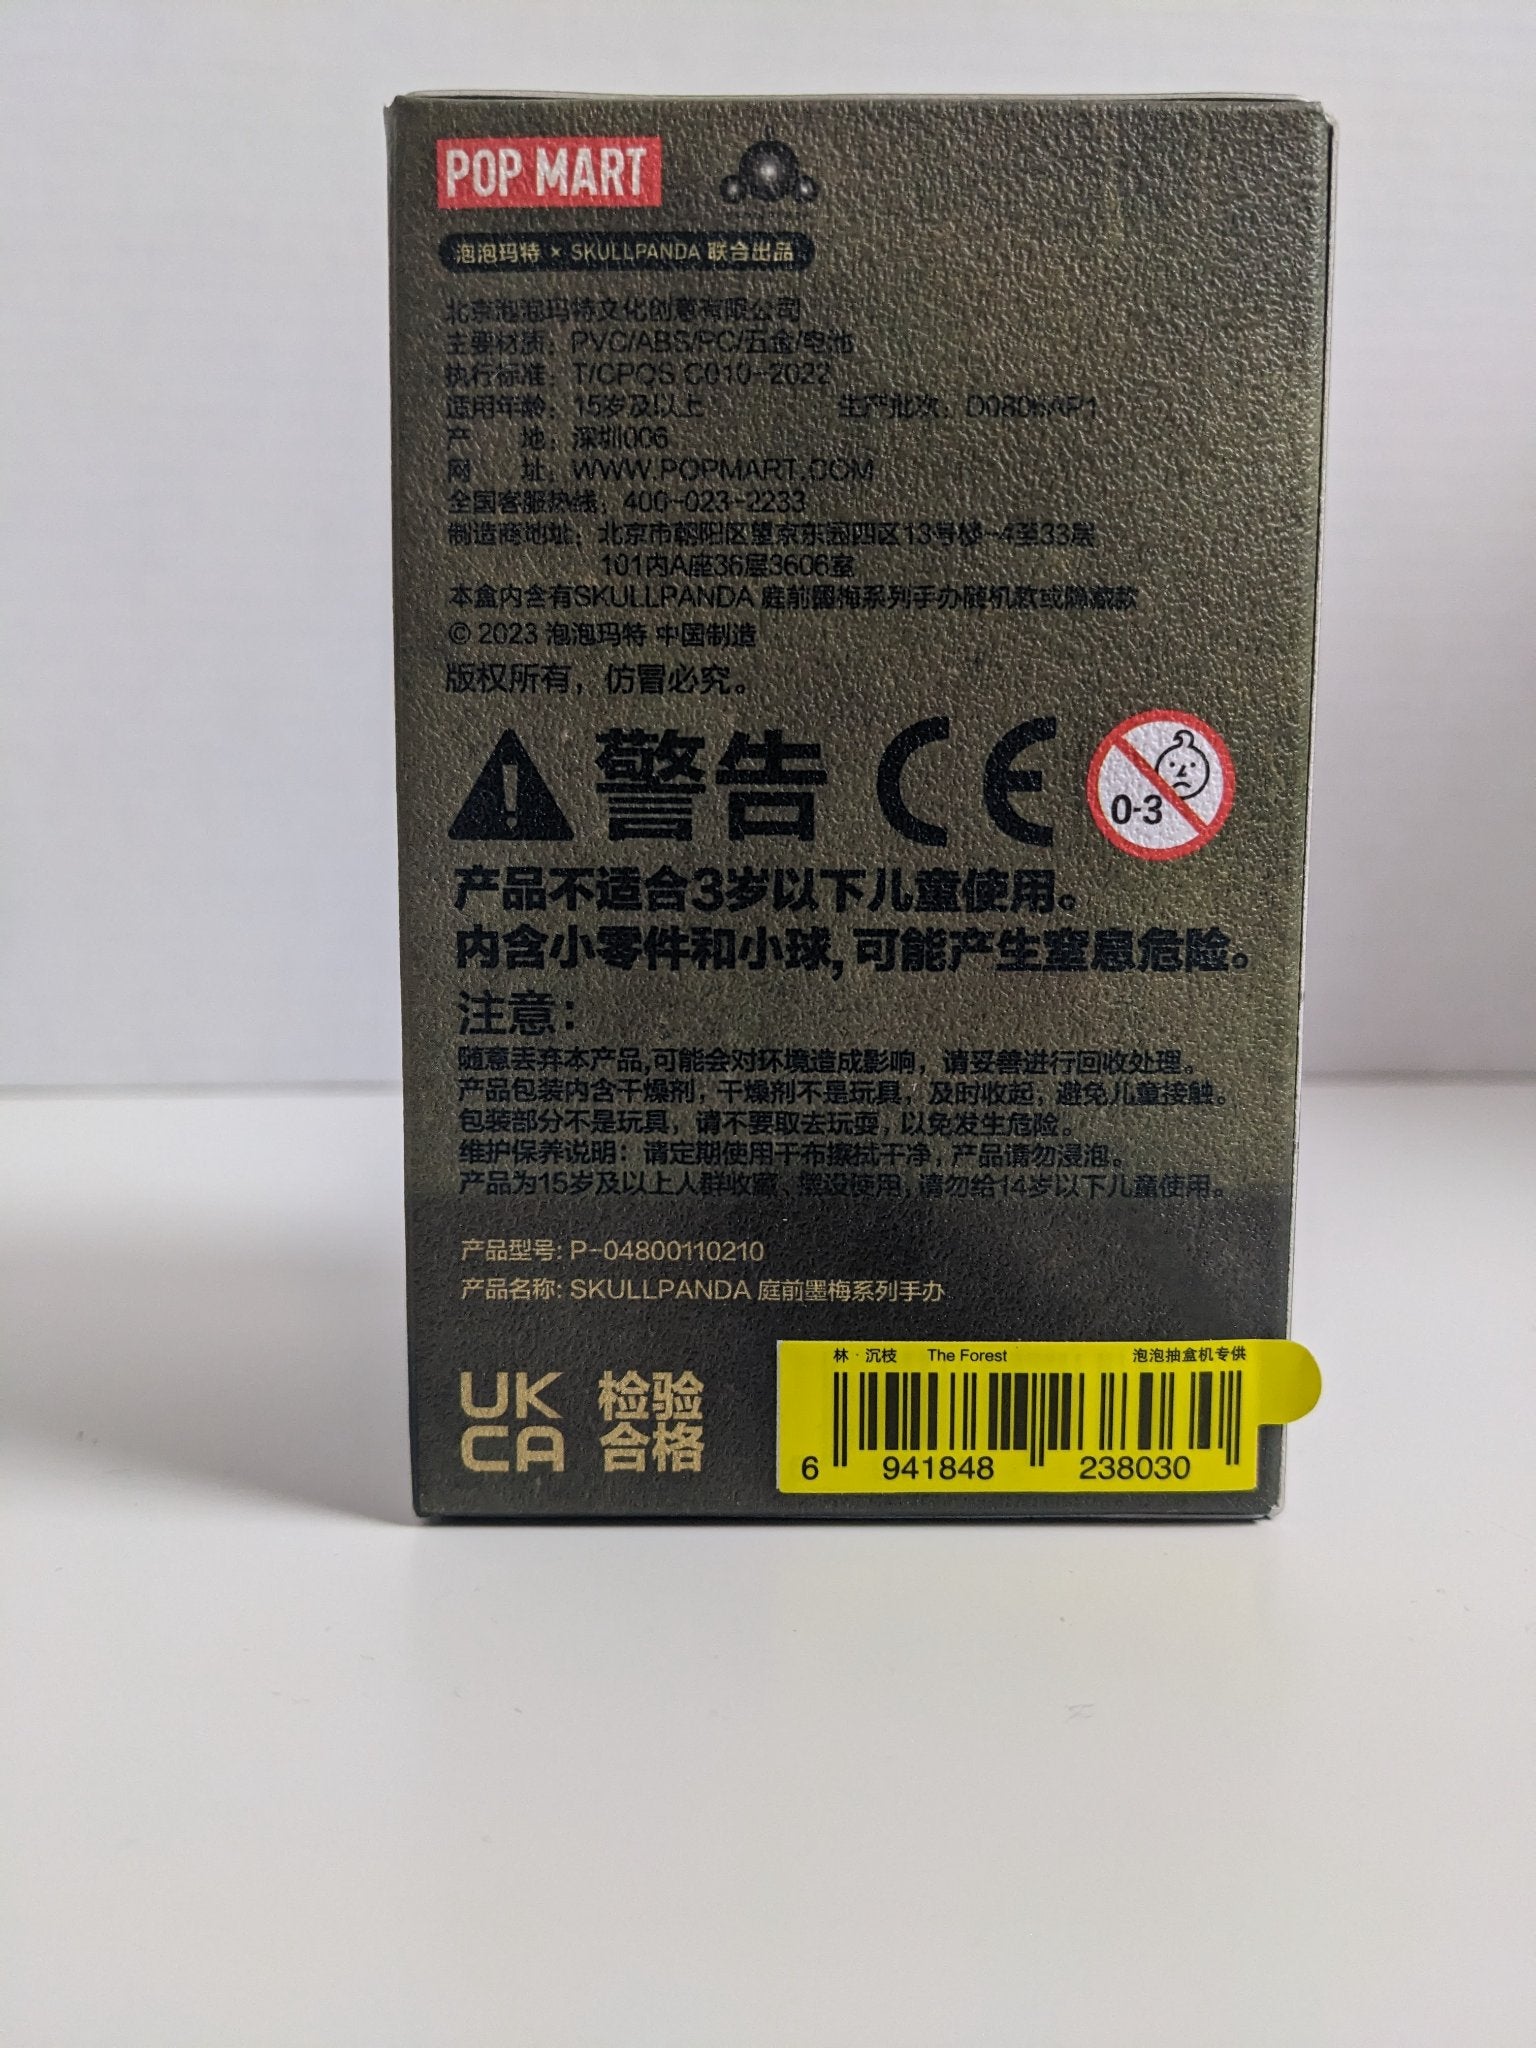 POP MART
泡泡玛特 × SKULLPANDA 联合出品
北京泡泡玛特文化创意有限公司
主要材质：PVC/ABS/PC/五金/电池
执行标准：T/CPQS C010-2022
适用年龄：15岁及以上 生产批次：
产 地：深圳006
网 址：WWW.POPMART.COM
全国客服热线：400-023-2233
制造商地址：北京市朝阳区望京东园四区13号楼-4至33层
101内A座36层3606室
本盒内含有SKULLPANDA 庭前墨梅系列手办随机款或隐藏款
© 2023 泡泡玛特 中国制造
版权所有，仿冒必究。
警告 CE
0-3
产品不适合3岁以下儿童使用。
内含小零件和小球,可能产生窒息危险。
注意：
随意丢弃本产品,可能会对环境造成影响，请妥善进行回收处理。
产品包装内含干燥剂，干燥剂不是玩具，及时收起，避免儿童接触。
包装部分不是玩具，请不要取去玩耍，以免发生危险。
维护保养说明：请定期使用干布擦拭干净，产品请勿浸泡。
产品为15岁及以上人群收藏、摆设使用,请勿给14岁以下儿童使用。
产品型号: P-04800110210
产品名称: SKULLPANDA 庭前墨梅系列手办
UK
CA
检验
合格
林·沉枝 The Forest 泡泡抽盒机专供
6 941848 238030